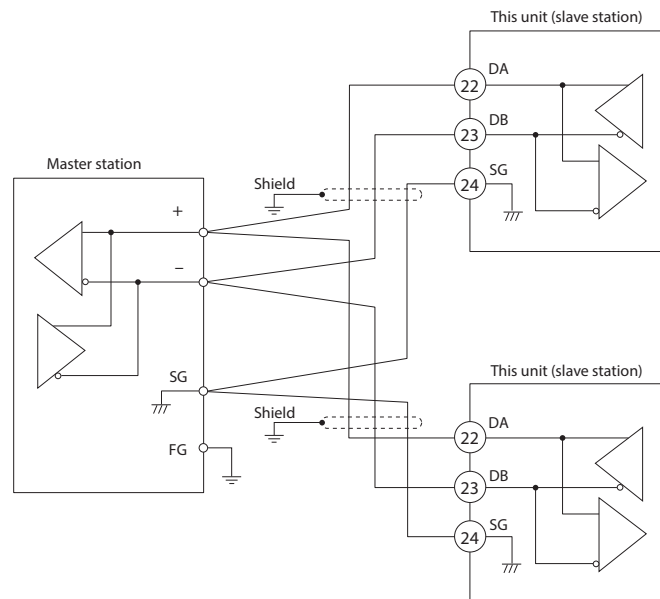 This unit (slave station)
DA
22
DB
23
SG
24
Master station
Shield
+
−
SG
FG
This unit (slave station)
Shield
DA
22
DB
23
SG
24